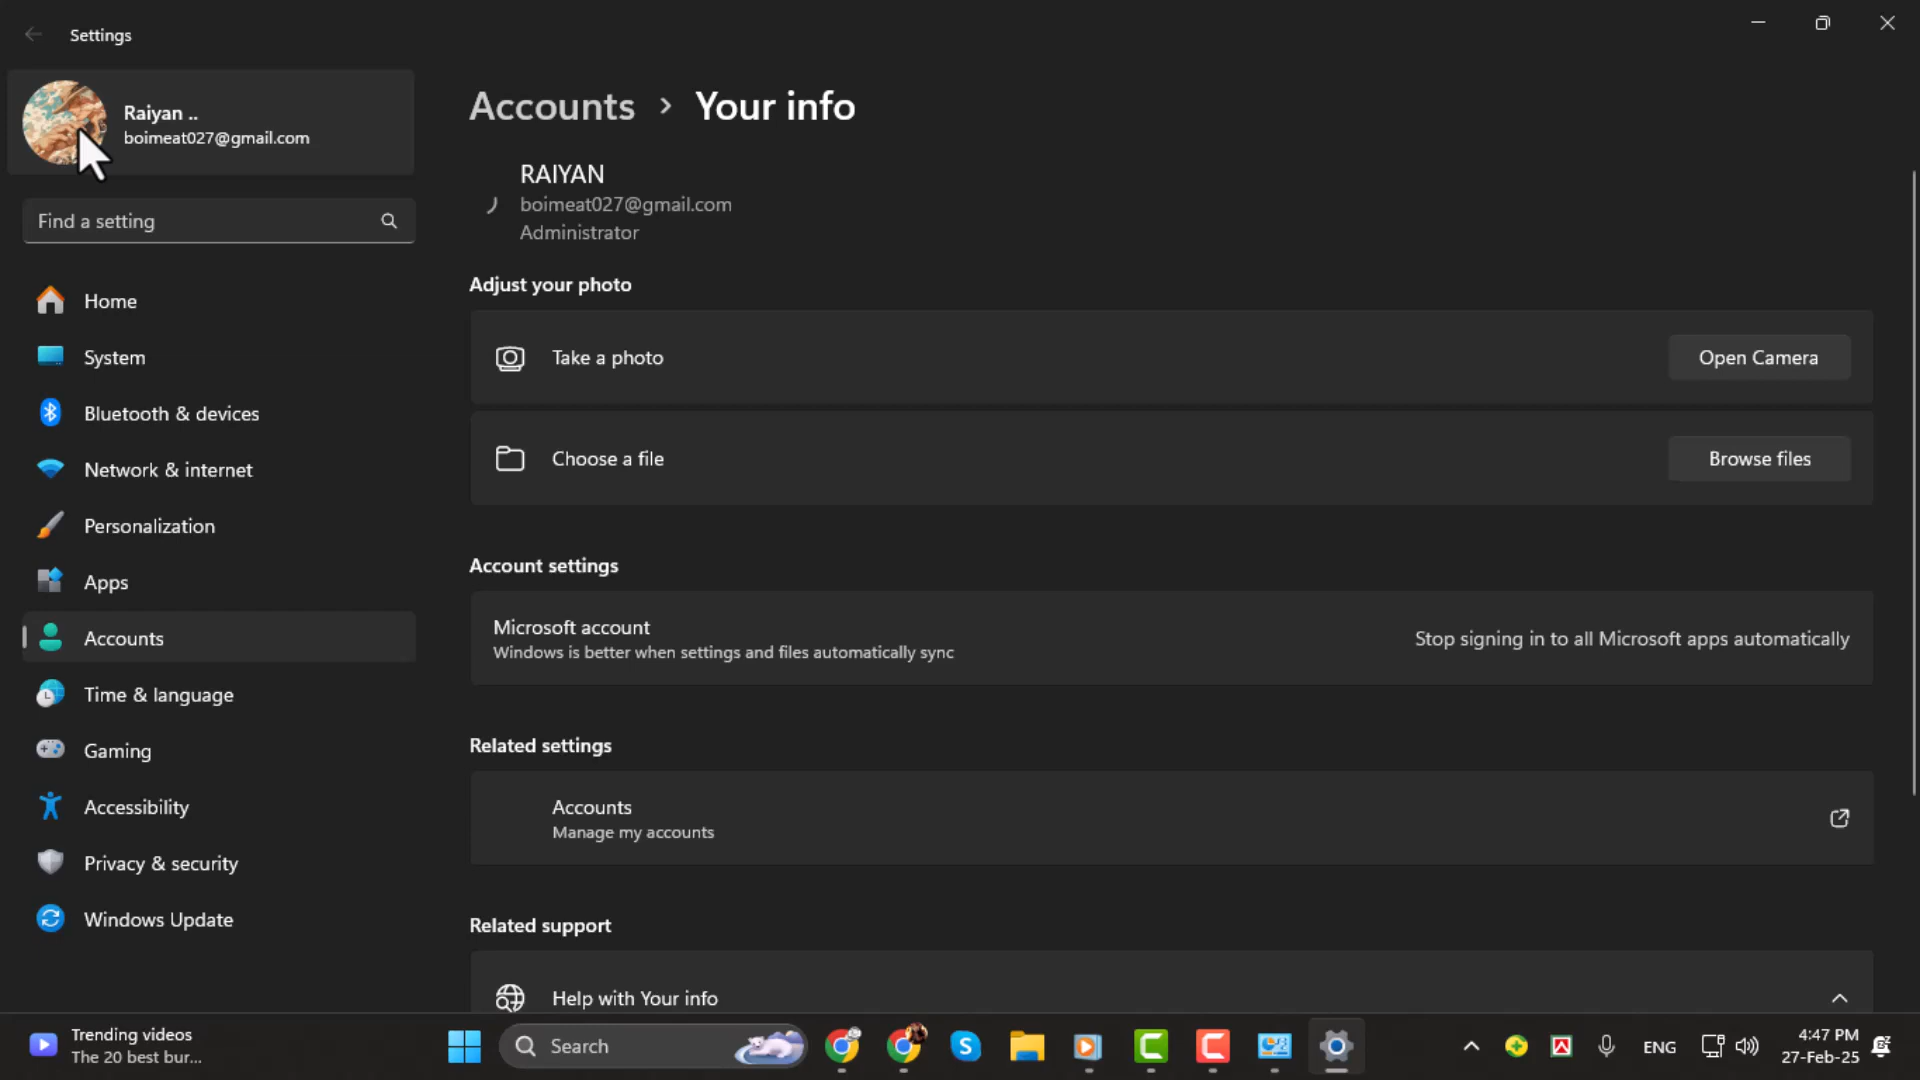 Settings
Raiyan ..
boimeat027@gmail.com
Find a setting
Home
System
Bluetooth & devices
Network & internet
Personalization
Apps
Accounts
Time & language
Gaming
Accessibility
Privacy & security
Windows Update
Accounts > Your info
RAIYAN
boimeat027@gmail.com
Administrator
Adjust your photo
Take a photo
Open Camera
Choose a file
Browse files
Account settings
Microsoft account
Windows is better when settings and files automatically sync
Stop signing in to all Microsoft apps automatically
Related settings
Accounts
Manage my accounts
Related support
Help with Your info
Trending videos
The 20 best bur...
Search
ENG
4:47 PM
27-Feb-25